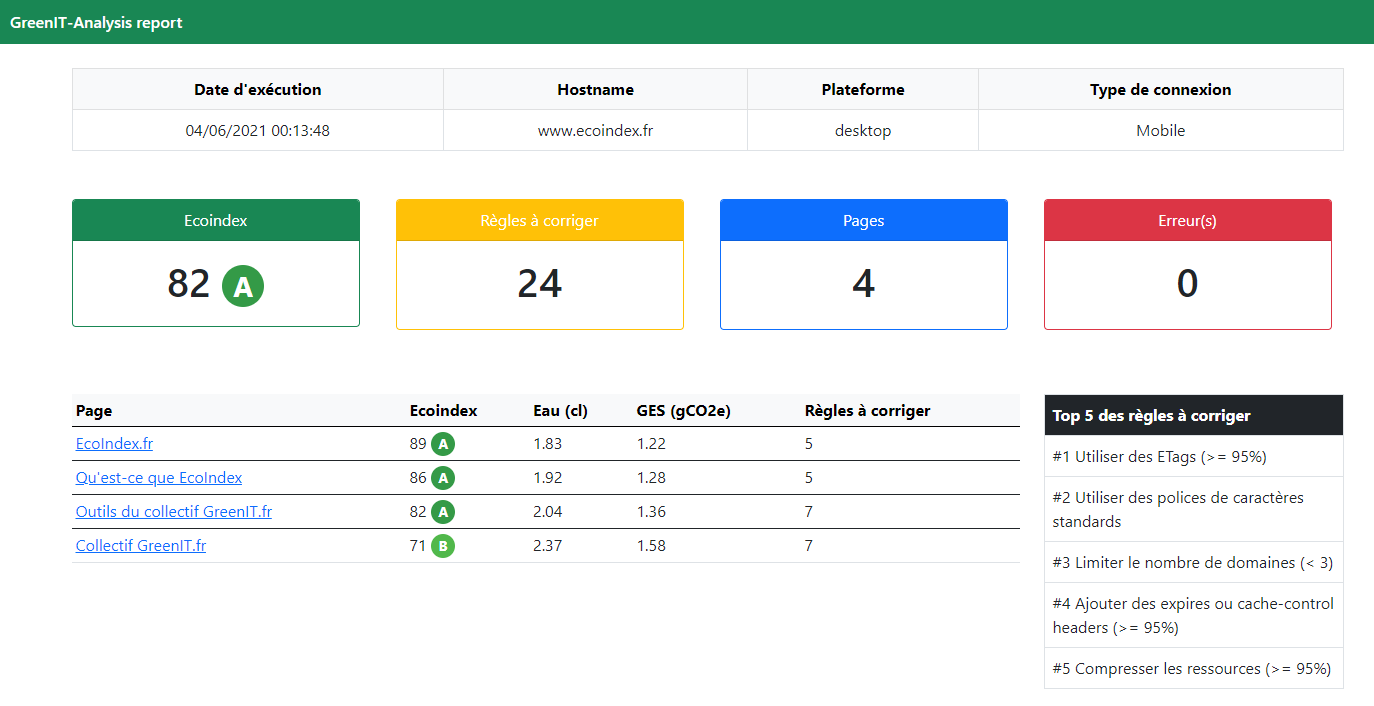 GreenIT-Analysis report
Date d'exécution Hostname Plateforme Type de connexion
04/06/2021 00:13:48 www.ecoindex.fr desktop Mobile
Ecoindex Règles à corriger Pages Erreur(s)
82 A 24 4 0
Page Ecoindex Eau (cl) GES (gCO2e) Règles à corriger
EcoIndex.fr 89 A 1.83 1.22 5
Qu'est-ce que EcoIndex 86 A 1.92 1.28 5
Outils du collectif GreenIT.fr 82 A 2.04 1.36 7
Collectif GreenIT.fr 71 B 2.37 1.58 7
Top 5 des règles à corriger
#1 Utiliser des ETags (>= 95%)
#2 Utiliser des polices de caractères
standards
#3 Limiter le nombre de domaines (< 3)
#4 Ajouter des expires ou cache-control
headers (>= 95%)
#5 Compresser les ressources (>= 95%)